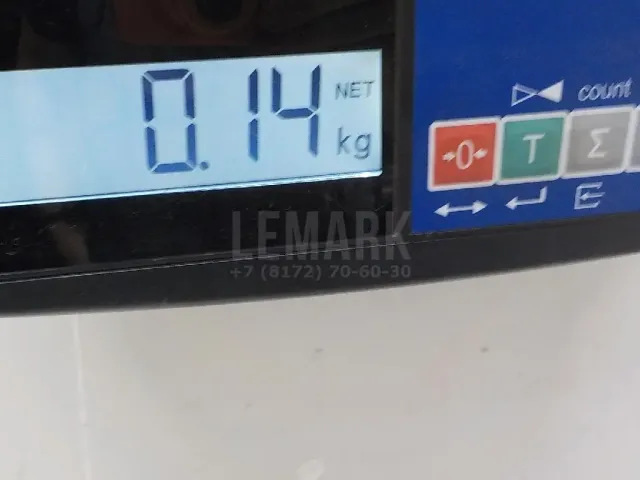 0.14 NET
kg
count
→0← T Σ
LEMARK
+7 (8172) 70-60-30